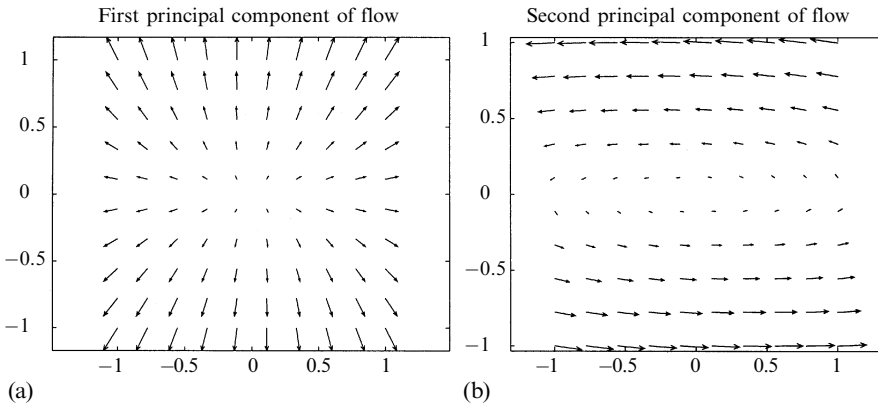 First principal component of flow
1
0.5
0
−0.5
−1
−1 −0.5 0 0.5 1
(a)
Second principal component of flow
1
0.5
0
−0.5
−1
−1 −0.5 0 0.5 1
(b)